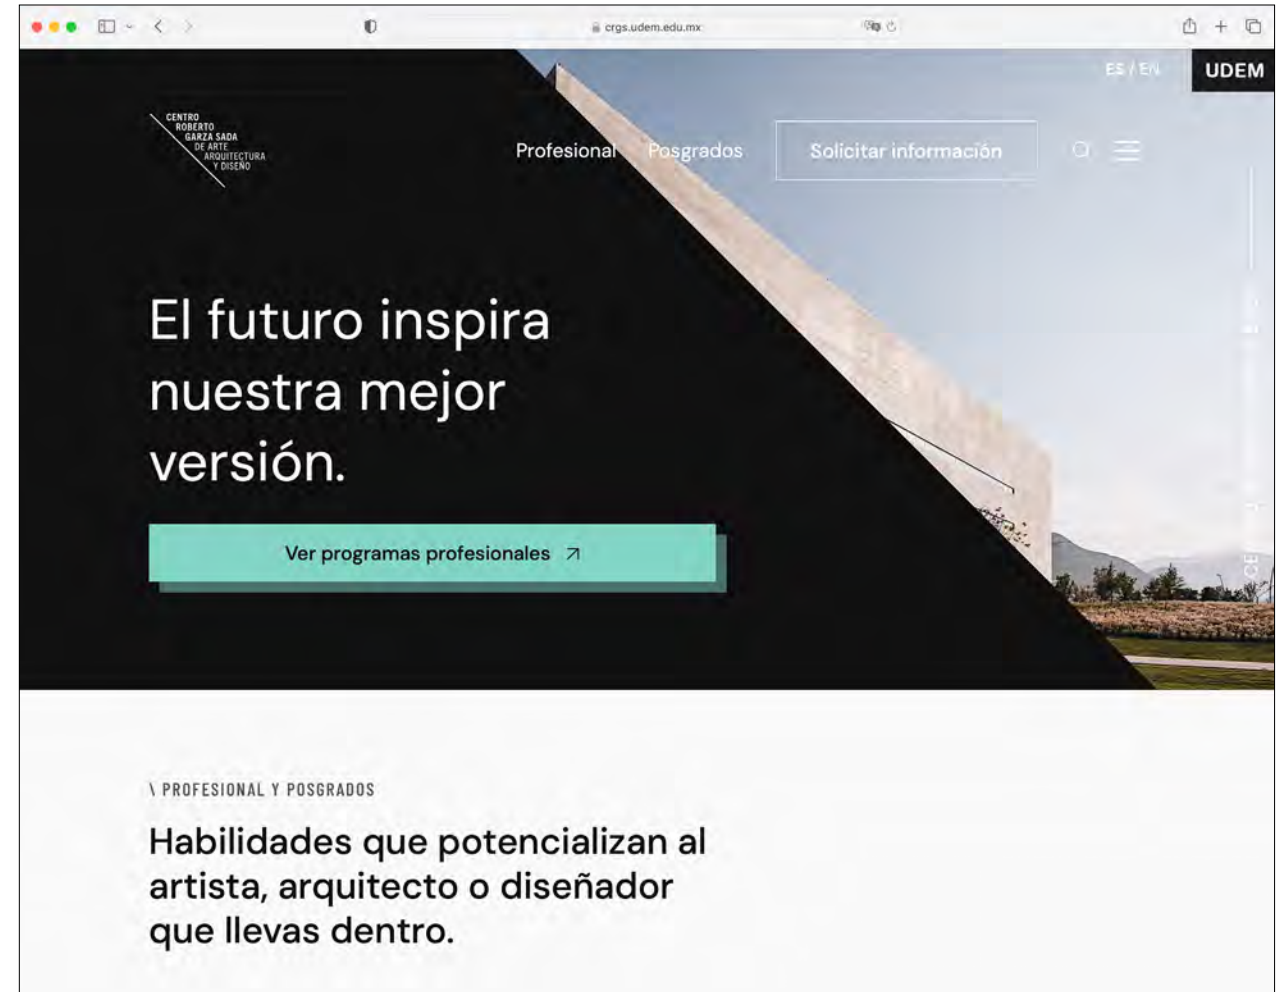 crgs.udem.edu.mx
ES / EN
UDEM
CENTRO
ROBERTO
GARZA SADA
DE ARTE
ARQUITECTURA
Y DISEÑO
Profesional Posgrados Solicitar información
El futuro inspira
nuestra mejor
versión.
Ver programas profesionales
\ PROFESIONAL Y POSGRADOS
Habilidades que potencializan al
artista, arquitecto o diseñador
que llevas dentro.